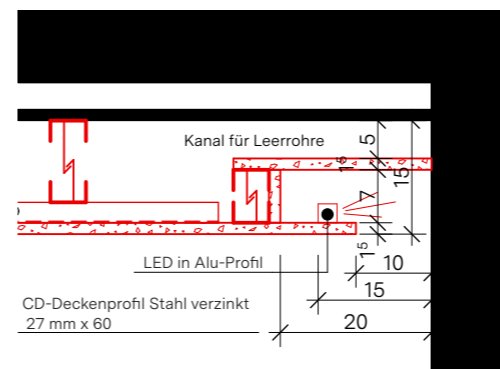 Kanal für Leerrohre
5
1⁵
15
7
1⁵
LED in Alu-Profil
10
15
CD-Deckenprofil Stahl verzinkt
27 mm x 60
20